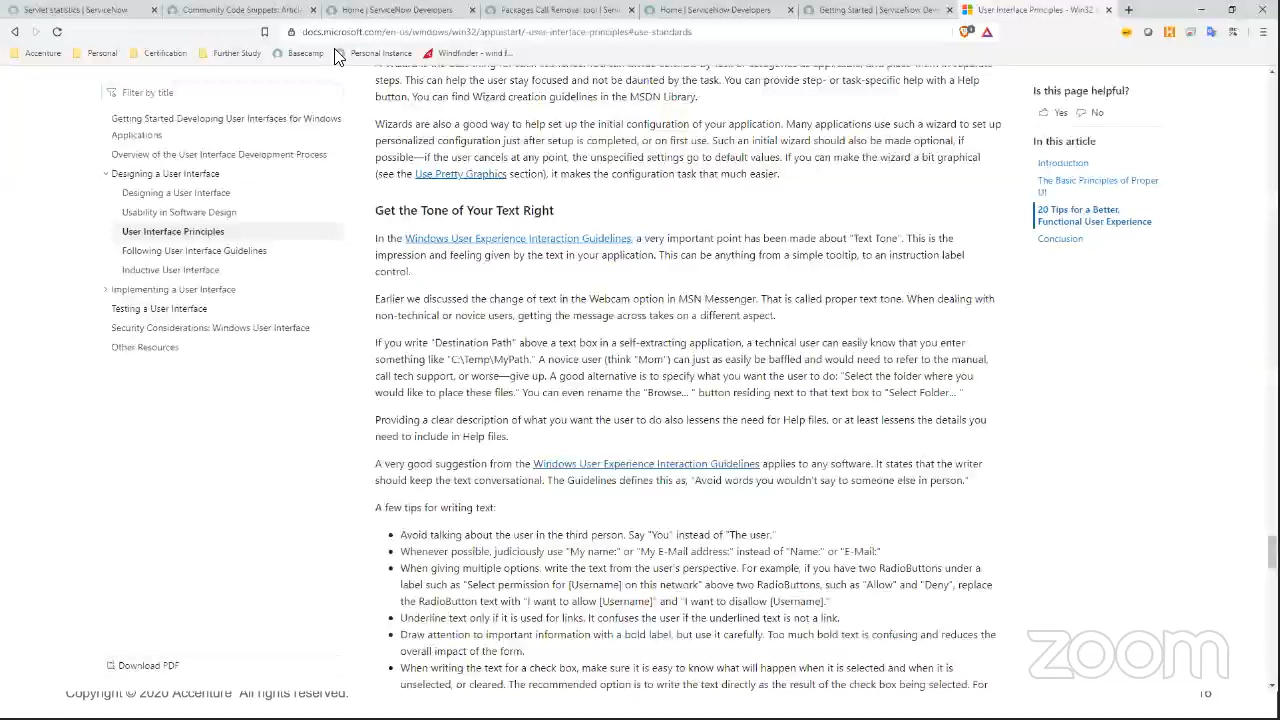 Servlet statistics | ServiceNow
Community Code Snippets: Articl
Home | ServiceNow Developers
Packages Call Removal tool | Serv
Home | ServiceNow Developers
Getting Started | ServiceNow Dev
User Interface Principles - Win32 a
docs.microsoft.com/en-us/windows/win32/appuistart/-user-interface-principles#use-standards
Accenture
Personal
Certification
Further Study
Basecamp
Personal Instance
Windfinder - wind f...
Filter by title
Getting Started Developing User Interfaces for Windows
Applications
Overview of the User Interface Development Process
Designing a User Interface
Designing a User Interface
Usability in Software Design
User Interface Principles
Following User Interface Guidelines
Inductive User Interface
Implementing a User Interface
Testing a User Interface
Security Considerations: Windows User Interface
Other Resources
Download PDF
steps. This can help the user stay focused and not be daunted by the task. You can provide step- or task-specific help with a Help
button. You can find Wizard creation guidelines in the MSDN Library.
Wizards are also a good way to help set up the initial configuration of your application. Many applications use such a wizard to set up
personalized configuration just after setup is completed, or on first use. Such an initial wizard should also be made optional, if
possible—if the user cancels at any point, the unspecified settings go to default values. If you can make the wizard a bit graphical
(see the Use Pretty Graphics section), it makes the configuration task that much easier.
Get the Tone of Your Text Right
In the Windows User Experience Interaction Guidelines, a very important point has been made about "Text Tone". This is the
impression and feeling given by the text in your application. This can be anything from a simple tooltip, to an instruction label
control.
Earlier we discussed the change of text in the Webcam option in MSN Messenger. That is called proper text tone. When dealing with
non-technical or novice users, getting the message across takes on a different aspect.
If you write "Destination Path" above a text box in a self-extracting application, a technical user can easily know that you enter
something like "C:\Temp\MyPath." A novice user (think "Mom") can just as easily be baffled and would need to refer to the manual,
call tech support, or worse—give up. A good alternative is to specify what you want the user to do: "Select the folder where you
would like to place these files." You can even rename the "Browse... " button residing next to that text box to "Select Folder... "
Providing a clear description of what you want the user to do also lessens the need for Help files, or at least lessens the details you
need to include in Help files.
A very good suggestion from the Windows User Experience Interaction Guidelines applies to any software. It states that the writer
should keep the text conversational. The Guidelines defines this as, "Avoid words you wouldn't say to someone else in person."
A few tips for writing text:
• Avoid talking about the user in the third person. Say "You" instead of "The user."
• Whenever possible, judiciously use "My name:" or "My E-Mail address:" instead of "Name:" or "E-Mail:"
• When giving multiple options, write the text from the user's perspective. For example, if you have two RadioButtons under a
label such as "Select permission for [Username] on this network" above two RadioButtons, such as "Allow" and "Deny", replace
the RadioButton text with "I want to allow [Username]" and "I want to disallow [Username]."
• Underline text only if it is used for links. It confuses the user if the underlined text is not a link.
• Draw attention to important information with a bold label, but use it carefully. Too much bold text is confusing and reduces the
overall impact of the form.
• When writing the text for a check box, make sure it is easy to know what will happen when it is selected and when it is
unselected, or cleared. The recommended option is to write the text directly as the result of the check box being selected. For
Is this page helpful?
Yes No
In this article
Introduction
The Basic Principles of Proper
UI
20 Tips for a Better,
Functional User Experience
Conclusion
zoom
Copyright © 2020 Accenture All rights reserved.
16